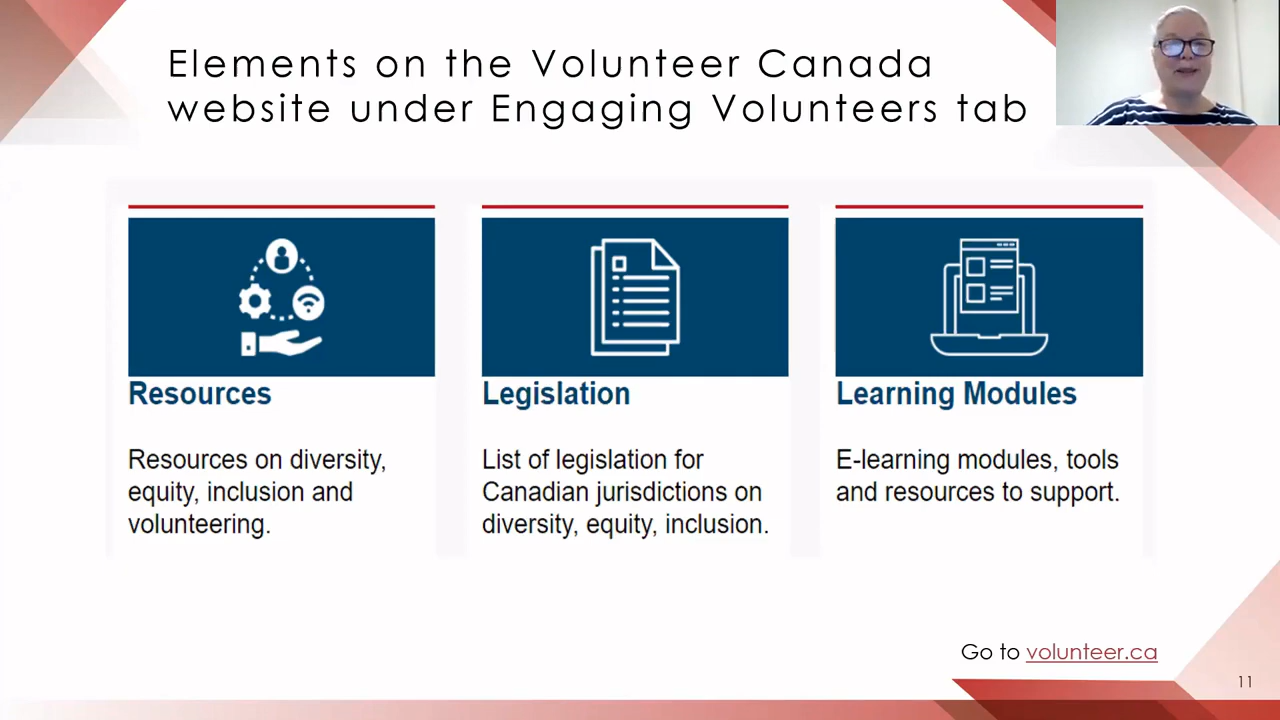 Elements on the Volunteer Canada
website under Engaging Volunteers tab
Resources
Resources on diversity,
equity, inclusion and
volunteering.
Legislation
List of legislation for
Canadian jurisdictions on
diversity, equity, inclusion.
Learning Modules
E-learning modules, tools
and resources to support.
Go to volunteer.ca
11